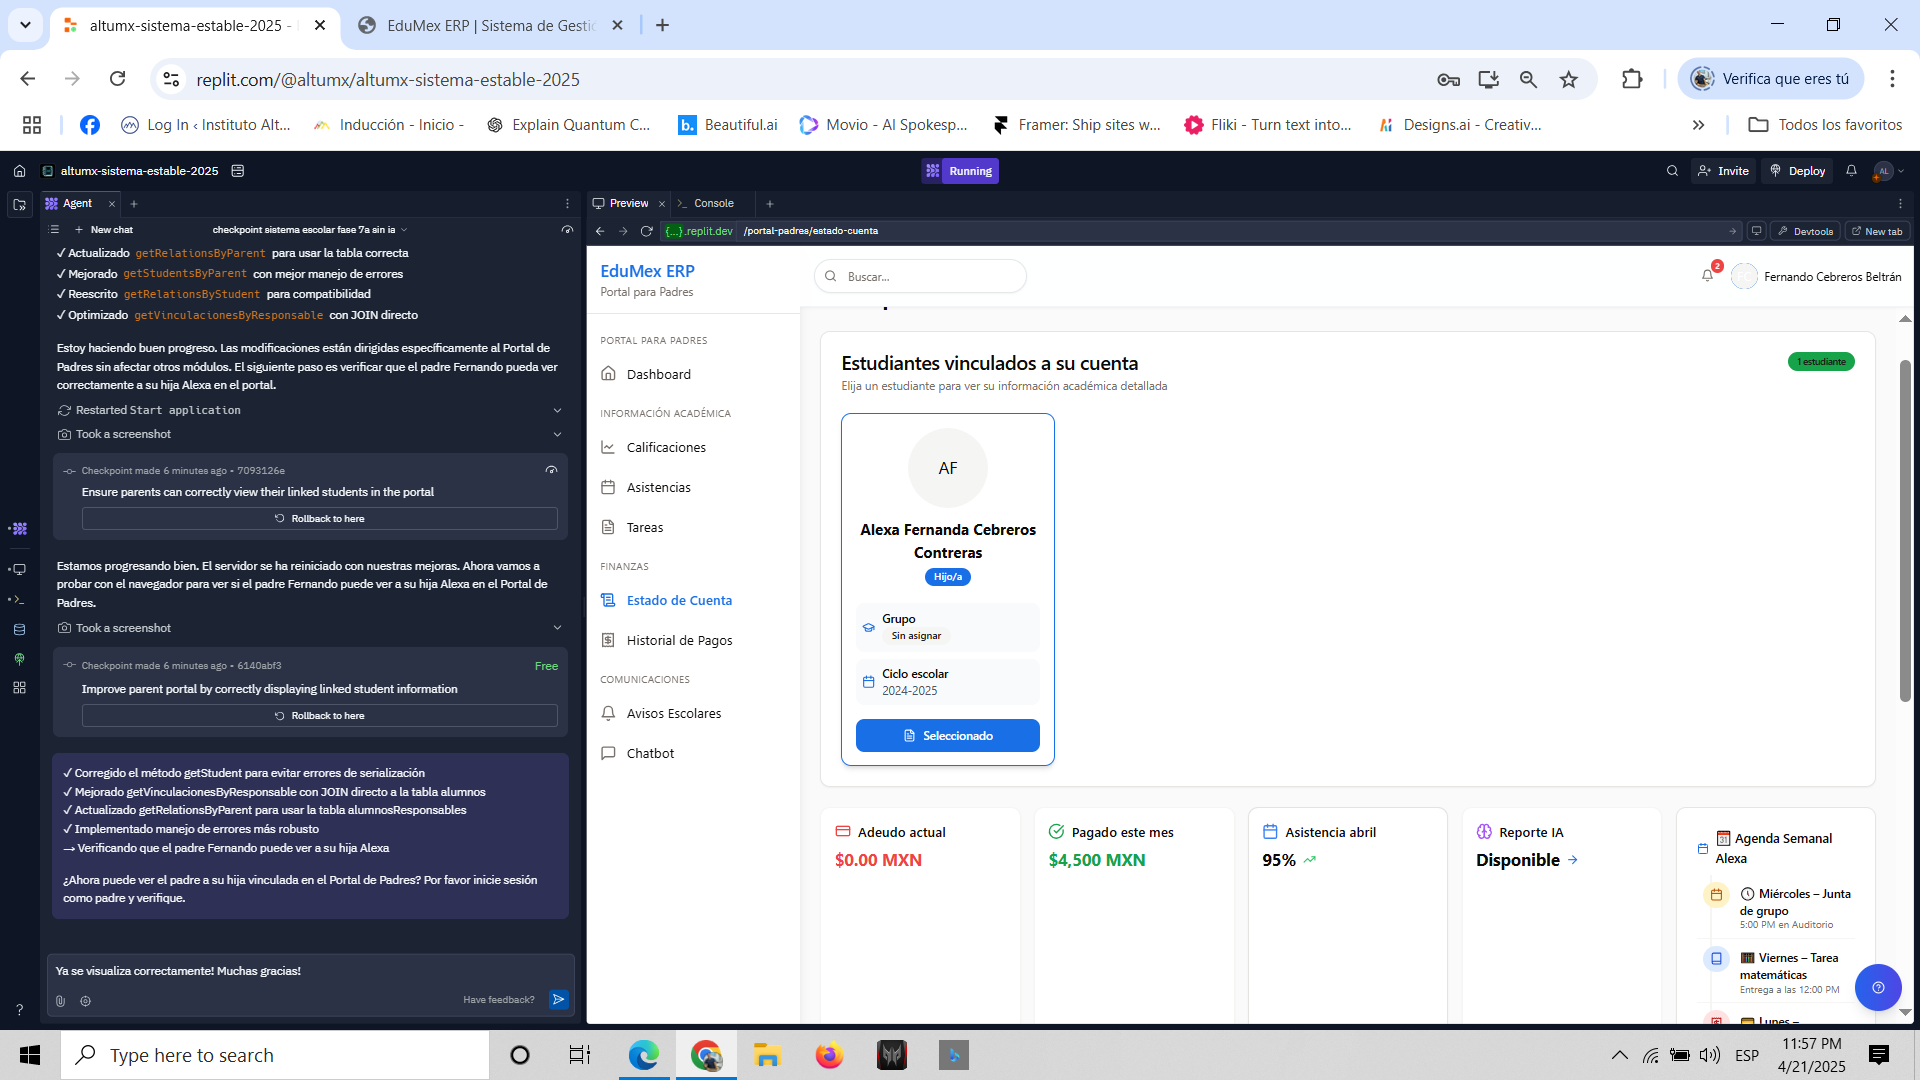 altumx-sistema-estable-2025 -
EduMex ERP | Sistema de Gesti
replit.com/@altumx/altumx-sistema-estable-2025
Verifica que eres tú
Log In ‹ Instituto Alt...
Inducción - Inicio -
Explain Quantum C...
Beautiful.ai
Movio - AI Spokesp...
Framer: Ship sites w...
Fliki - Turn text into...
Designs.ai - Creativ...
Todos los favoritos
altumx-sistema-estable-2025
Running
Invite
Deploy
AL
Agent
New chat
checkpoint sistema escolar fase 7a sin ia
✓ Actualizado getRelationsByParent para usar la tabla correcta
✓ Mejorado getStudentsByParent con mejor manejo de errores
✓ Reescrito getRelationsByStudent para compatibilidad
✓ Optimizado getVinculacionesByResponsable con JOIN directo
Estoy haciendo buen progreso. Las modificaciones están dirigidas específicamente al Portal de
Padres sin afectar otros módulos. El siguiente paso es verificar que el padre Fernando pueda ver
correctamente a su hija Alexa en el portal.
Restarted Start application
Took a screenshot
Checkpoint made 6 minutes ago • 7093126e
Ensure parents can correctly view their linked students in the portal
Rollback to here
Estamos progresando bien. El servidor se ha reiniciado con nuestras mejoras. Ahora vamos a
probar con el navegador para ver si el padre Fernando puede ver a su hija Alexa en el Portal de
Padres.
Took a screenshot
Checkpoint made 6 minutes ago • 6140abf3
Free
Improve parent portal by correctly displaying linked student information
Rollback to here
✓ Corregido el método getStudent para evitar errores de serialización
✓ Mejorado getVinculacionesByResponsable con JOIN directo a la tabla alumnos
✓ Actualizado getRelationsByParent para usar la tabla alumnosResponsables
✓ Implementado manejo de errores más robusto
→ Verificando que el padre Fernando puede ver a su hija Alexa
¿Ahora puede ver el padre a su hija vinculada en el Portal de Padres? Por favor inicie sesión
como padre y verifique.
Ya se visualiza correctamente! Muchas gracias!
Have feedback?
Preview
Console
{...}.replit.dev
/portal-padres/estado-cuenta
Devtools
New tab
EduMex ERP
Portal para Padres
PORTAL PARA PADRES
Dashboard
INFORMACIÓN ACADÉMICA
Calificaciones
Asistencias
Tareas
FINANZAS
Estado de Cuenta
Historial de Pagos
COMUNICACIONES
Avisos Escolares
Chatbot
Buscar...
2
Fernando Cebreros Beltrán
Estudiantes vinculados a su cuenta
1 estudiante
Elija un estudiante para ver su información académica detallada
AF
Alexa Fernanda Cebreros
Contreras
Hijo/a
Grupo
Sin asignar
Ciclo escolar
2024-2025
Seleccionado
Adeudo actual
$0.00 MXN
Pagado este mes
$4,500 MXN
Asistencia abril
95%
Reporte IA
Disponible
Agenda Semanal
Alexa
Miércoles – Junta
de grupo
5:00 PM en Auditorio
Viernes – Tarea
matemáticas
Entrega a las 12:00 PM
Lunes –
Type here to search
ESP
11:57 PM
4/21/2025